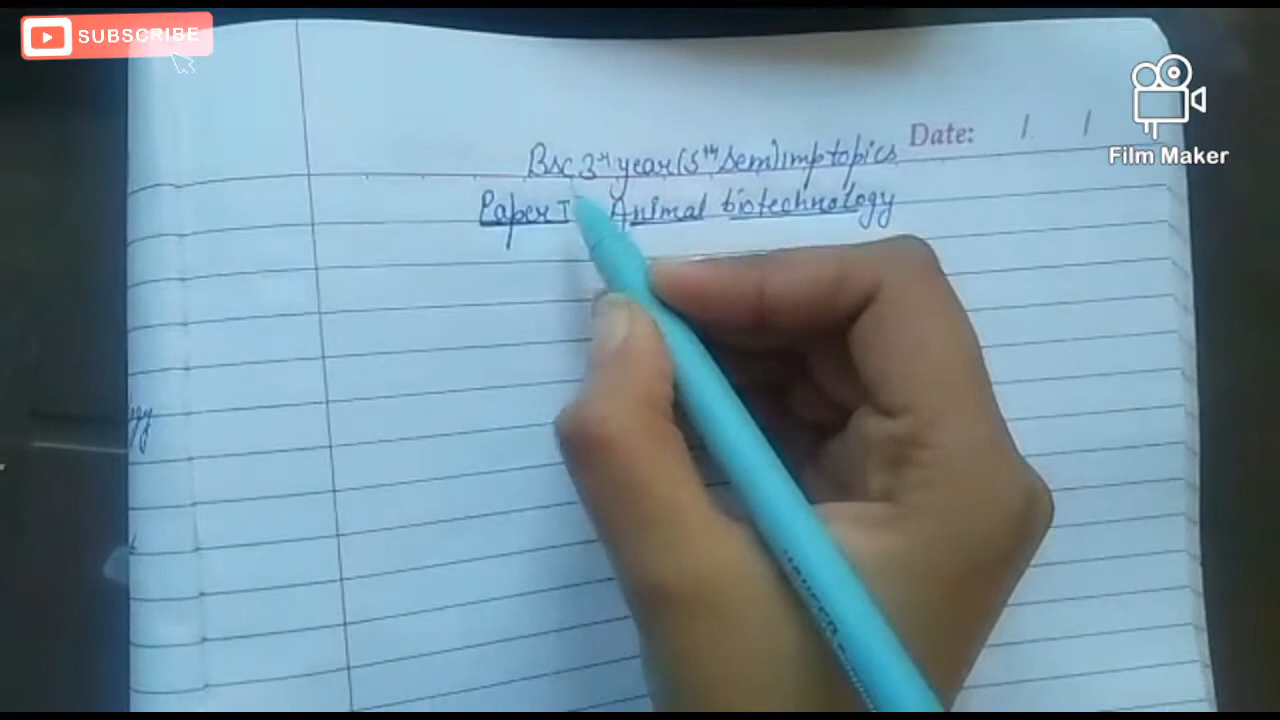 SUBSCRIBE
Bsc 3rd year (5th sem) imp topics
Date: / /
Film Maker
Paper I Animal biotechnology